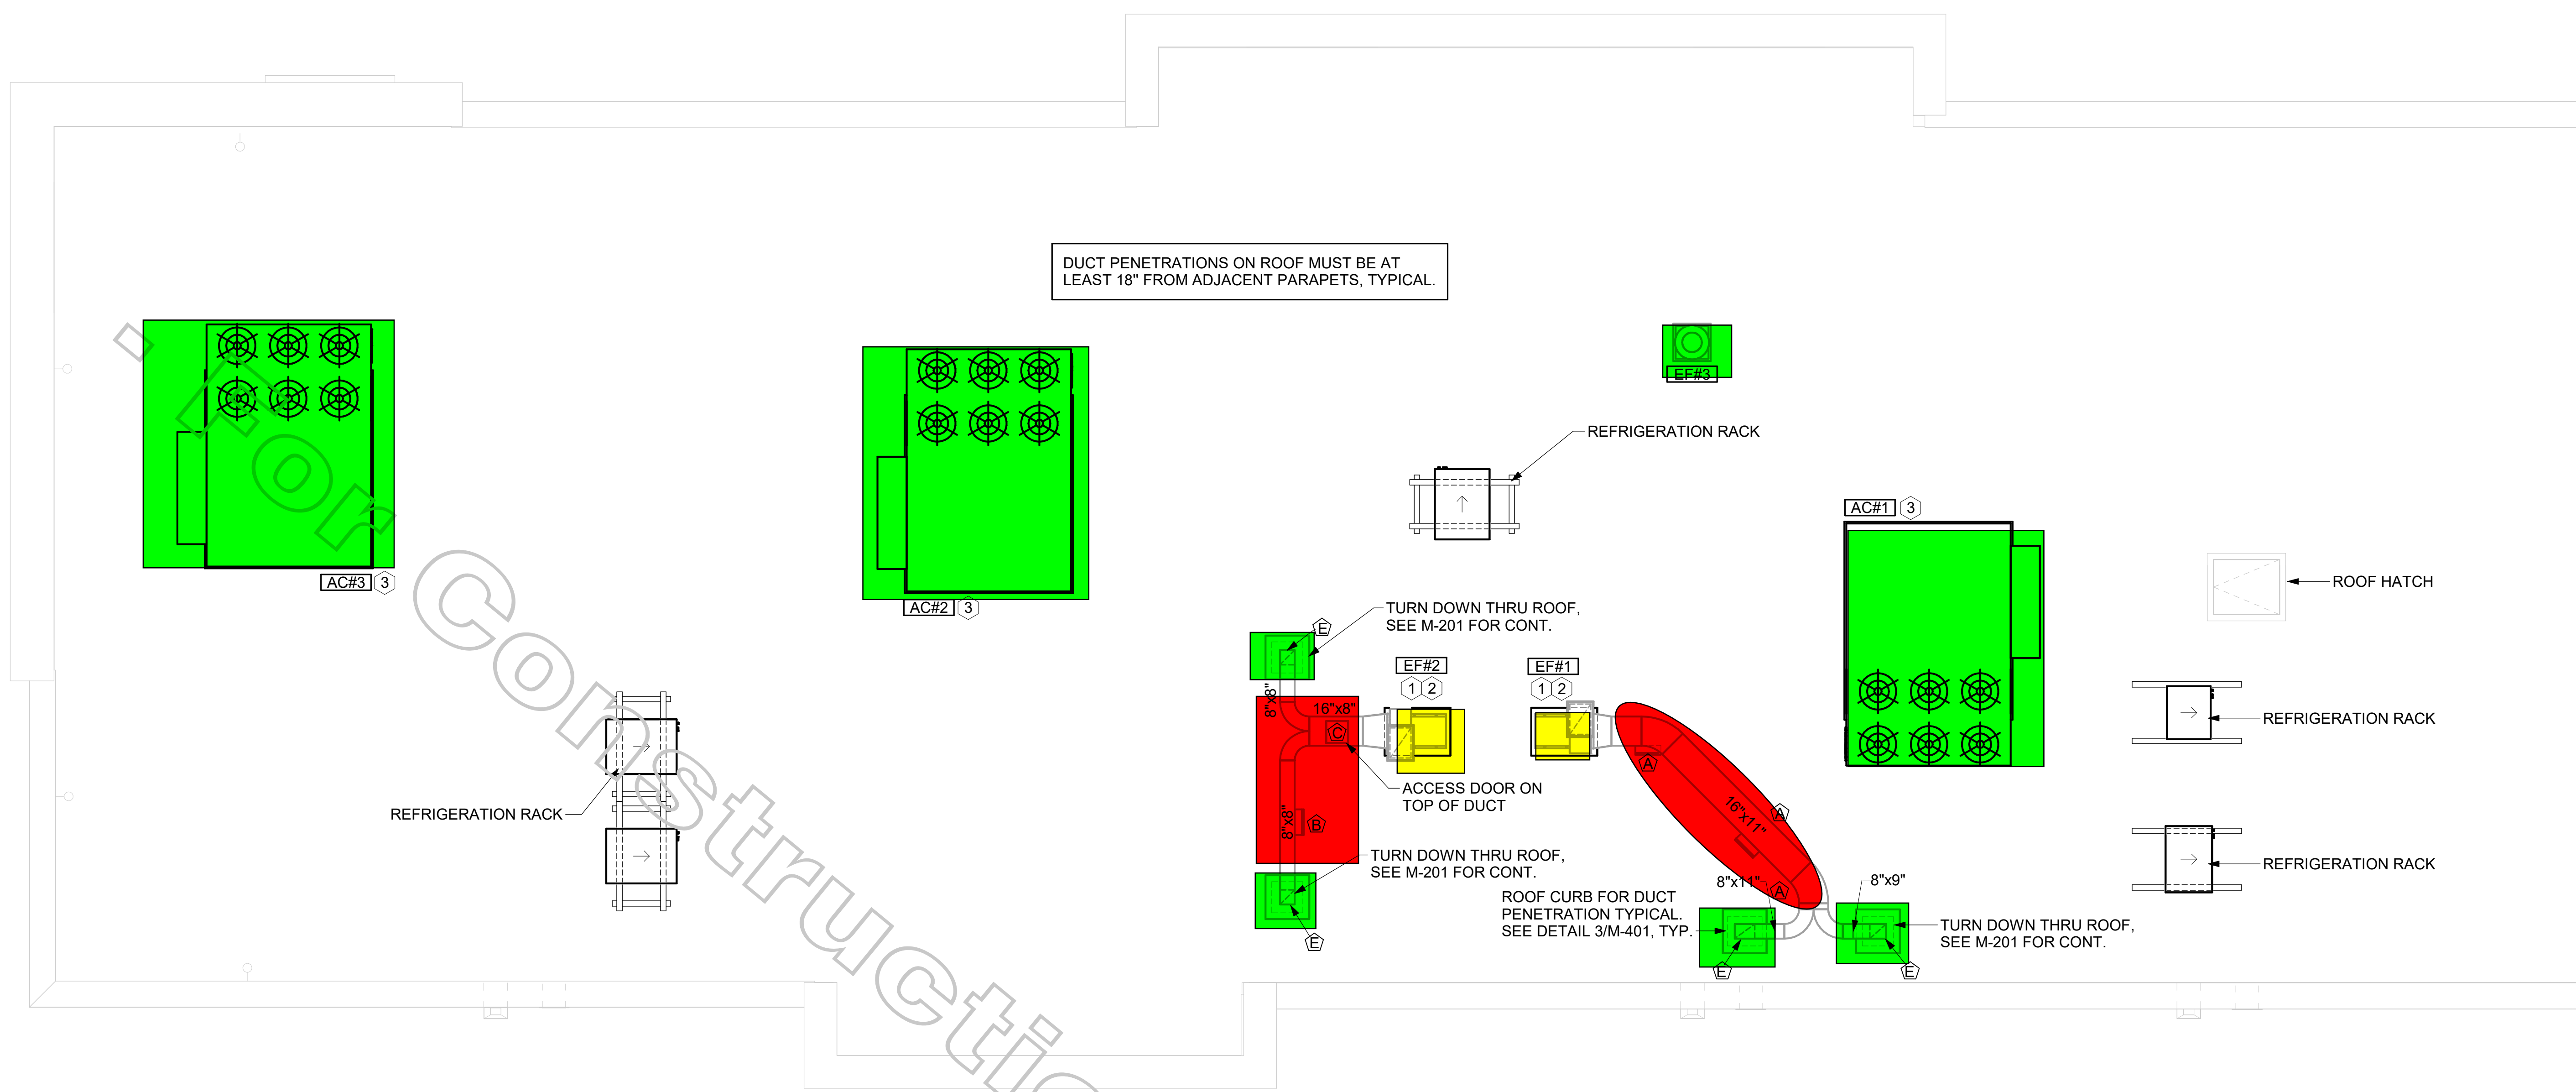 DUCT PENETRATIONS ON ROOF MUST BE AT
LEAST 18" FROM ADJACENT PARAPETS, TYPICAL.
EF#3
REFRIGERATION RACK
AC#1 3
AC#3 3
AC#2 3
ROOF HATCH
TURN DOWN THRU ROOF,
SEE M-201 FOR CONT.
E
EF#2
1 2
EF#1
1 2
8"x8"
16"x8"
C
REFRIGERATION RACK
A
ACCESS DOOR ON
TOP OF DUCT
16"x11"
A
REFRIGERATION RACK
8"x8"
B
TURN DOWN THRU ROOF,
SEE M-201 FOR CONT.
REFRIGERATION RACK
8"x11"
A
8"x9"
ROOF CURB FOR DUCT
PENETRATION TYPICAL.
SEE DETAIL 3/M-401, TYP.
TURN DOWN THRU ROOF,
SEE M-201 FOR CONT.
E
E
E
- For Constructio